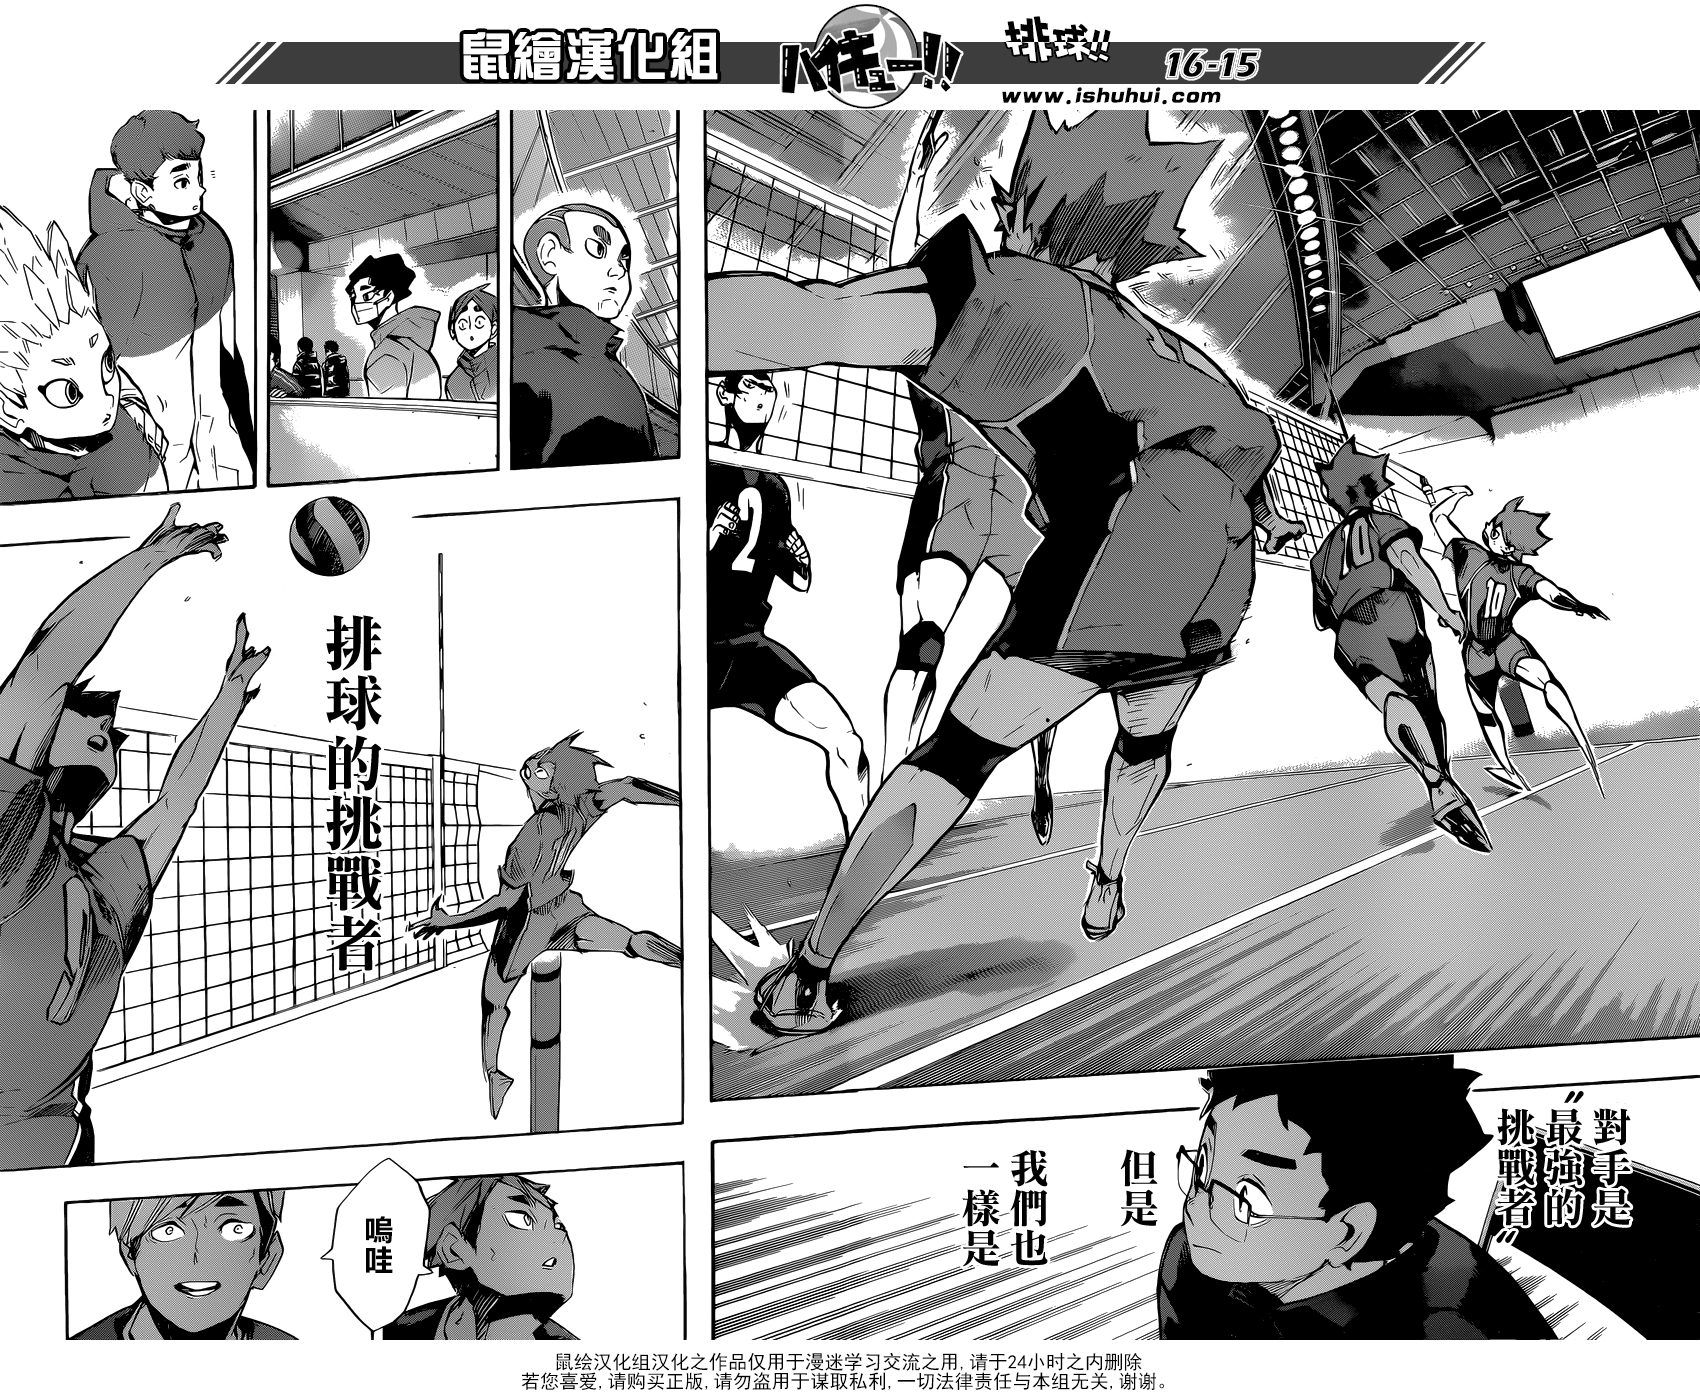 鼠繪漢化組
ハイキュー!!
排球!!
16-15
www.ishuhui.com
2
10
10
對手是
〝最強的
挑戰者〞
但是
我們也
一樣是
排球的挑戰者
嗚哇
鼠绘汉化组汉化之作品仅用于漫迷学习交流之用,请于24小时之内删除
若您喜爱,请购买正版,请勿盗用于谋取私利,一切法律责任与本组无关,谢谢。